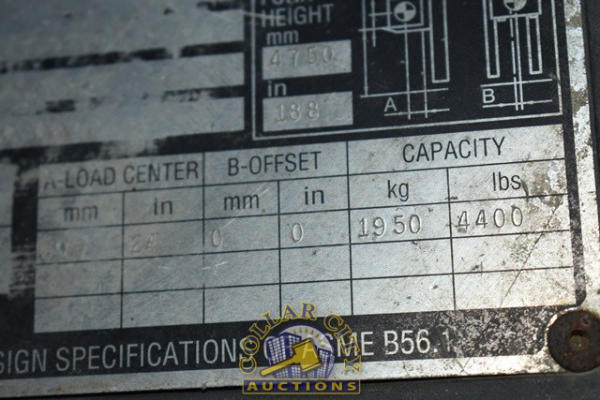 HEIGHT
mm
4750
in
188
A B
A-LOAD CENTER B-OFFSET CAPACITY
mm in mm in kg lbs
24 0 0 1950 4400
SIGN SPECIFICATION ME B56.1
COLLAR CITY
AUCTIONS